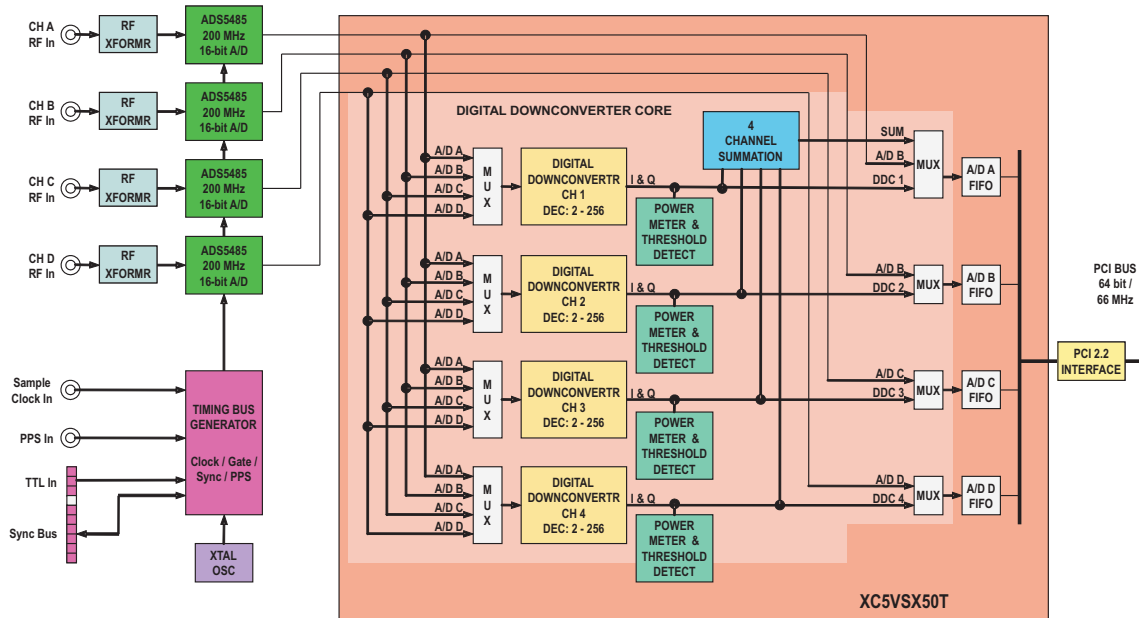 CH A
RF In
RF
XFORMR
ADS5485
200 MHz
16-bit A/D
CH B
RF In
RF
XFORMR
ADS5485
200 MHz
16-bit A/D
CH C
RF In
RF
XFORMR
ADS5485
200 MHz
16-bit A/D
CH D
RF In
RF
XFORMR
ADS5485
200 MHz
16-bit A/D
Sample
Clock In
PPS In
TTL In
Sync Bus
TIMING BUS
GENERATOR
Clock / Gate /
Sync / PPS
XTAL
OSC
DIGITAL DOWNCONVERTER CORE
4
CHANNEL
SUMMATION
A/D A
A/D B
A/D C
A/D D
M
U
X
DIGITAL
DOWNCONVERTR
CH 1
DEC: 2 - 256
I & Q
POWER
METER &
THRESHOLD
DETECT
SUM
A/D B
DDC 1
MUX
A/D A
FIFO
A/D A
A/D B
A/D C
A/D D
M
U
X
DIGITAL
DOWNCONVERTR
CH 2
DEC: 2 - 256
I & Q
POWER
METER &
THRESHOLD
DETECT
A/D B
DDC 2
MUX
A/D B
FIFO
A/D A
A/D B
A/D C
A/D D
M
U
X
DIGITAL
DOWNCONVERTR
CH 3
DEC: 2 - 256
I & Q
POWER
METER &
THRESHOLD
DETECT
A/D C
DDC 3
MUX
A/D C
FIFO
A/D A
A/D B
A/D C
A/D D
M
U
X
DIGITAL
DOWNCONVERTR
CH 4
DEC: 2 - 256
I & Q
POWER
METER &
THRESHOLD
DETECT
A/D D
DDC 4
MUX
A/D D
FIFO
PCI BUS
64 bit /
66 MHz
PCI 2.2
INTERFACE
XC5VSX50T